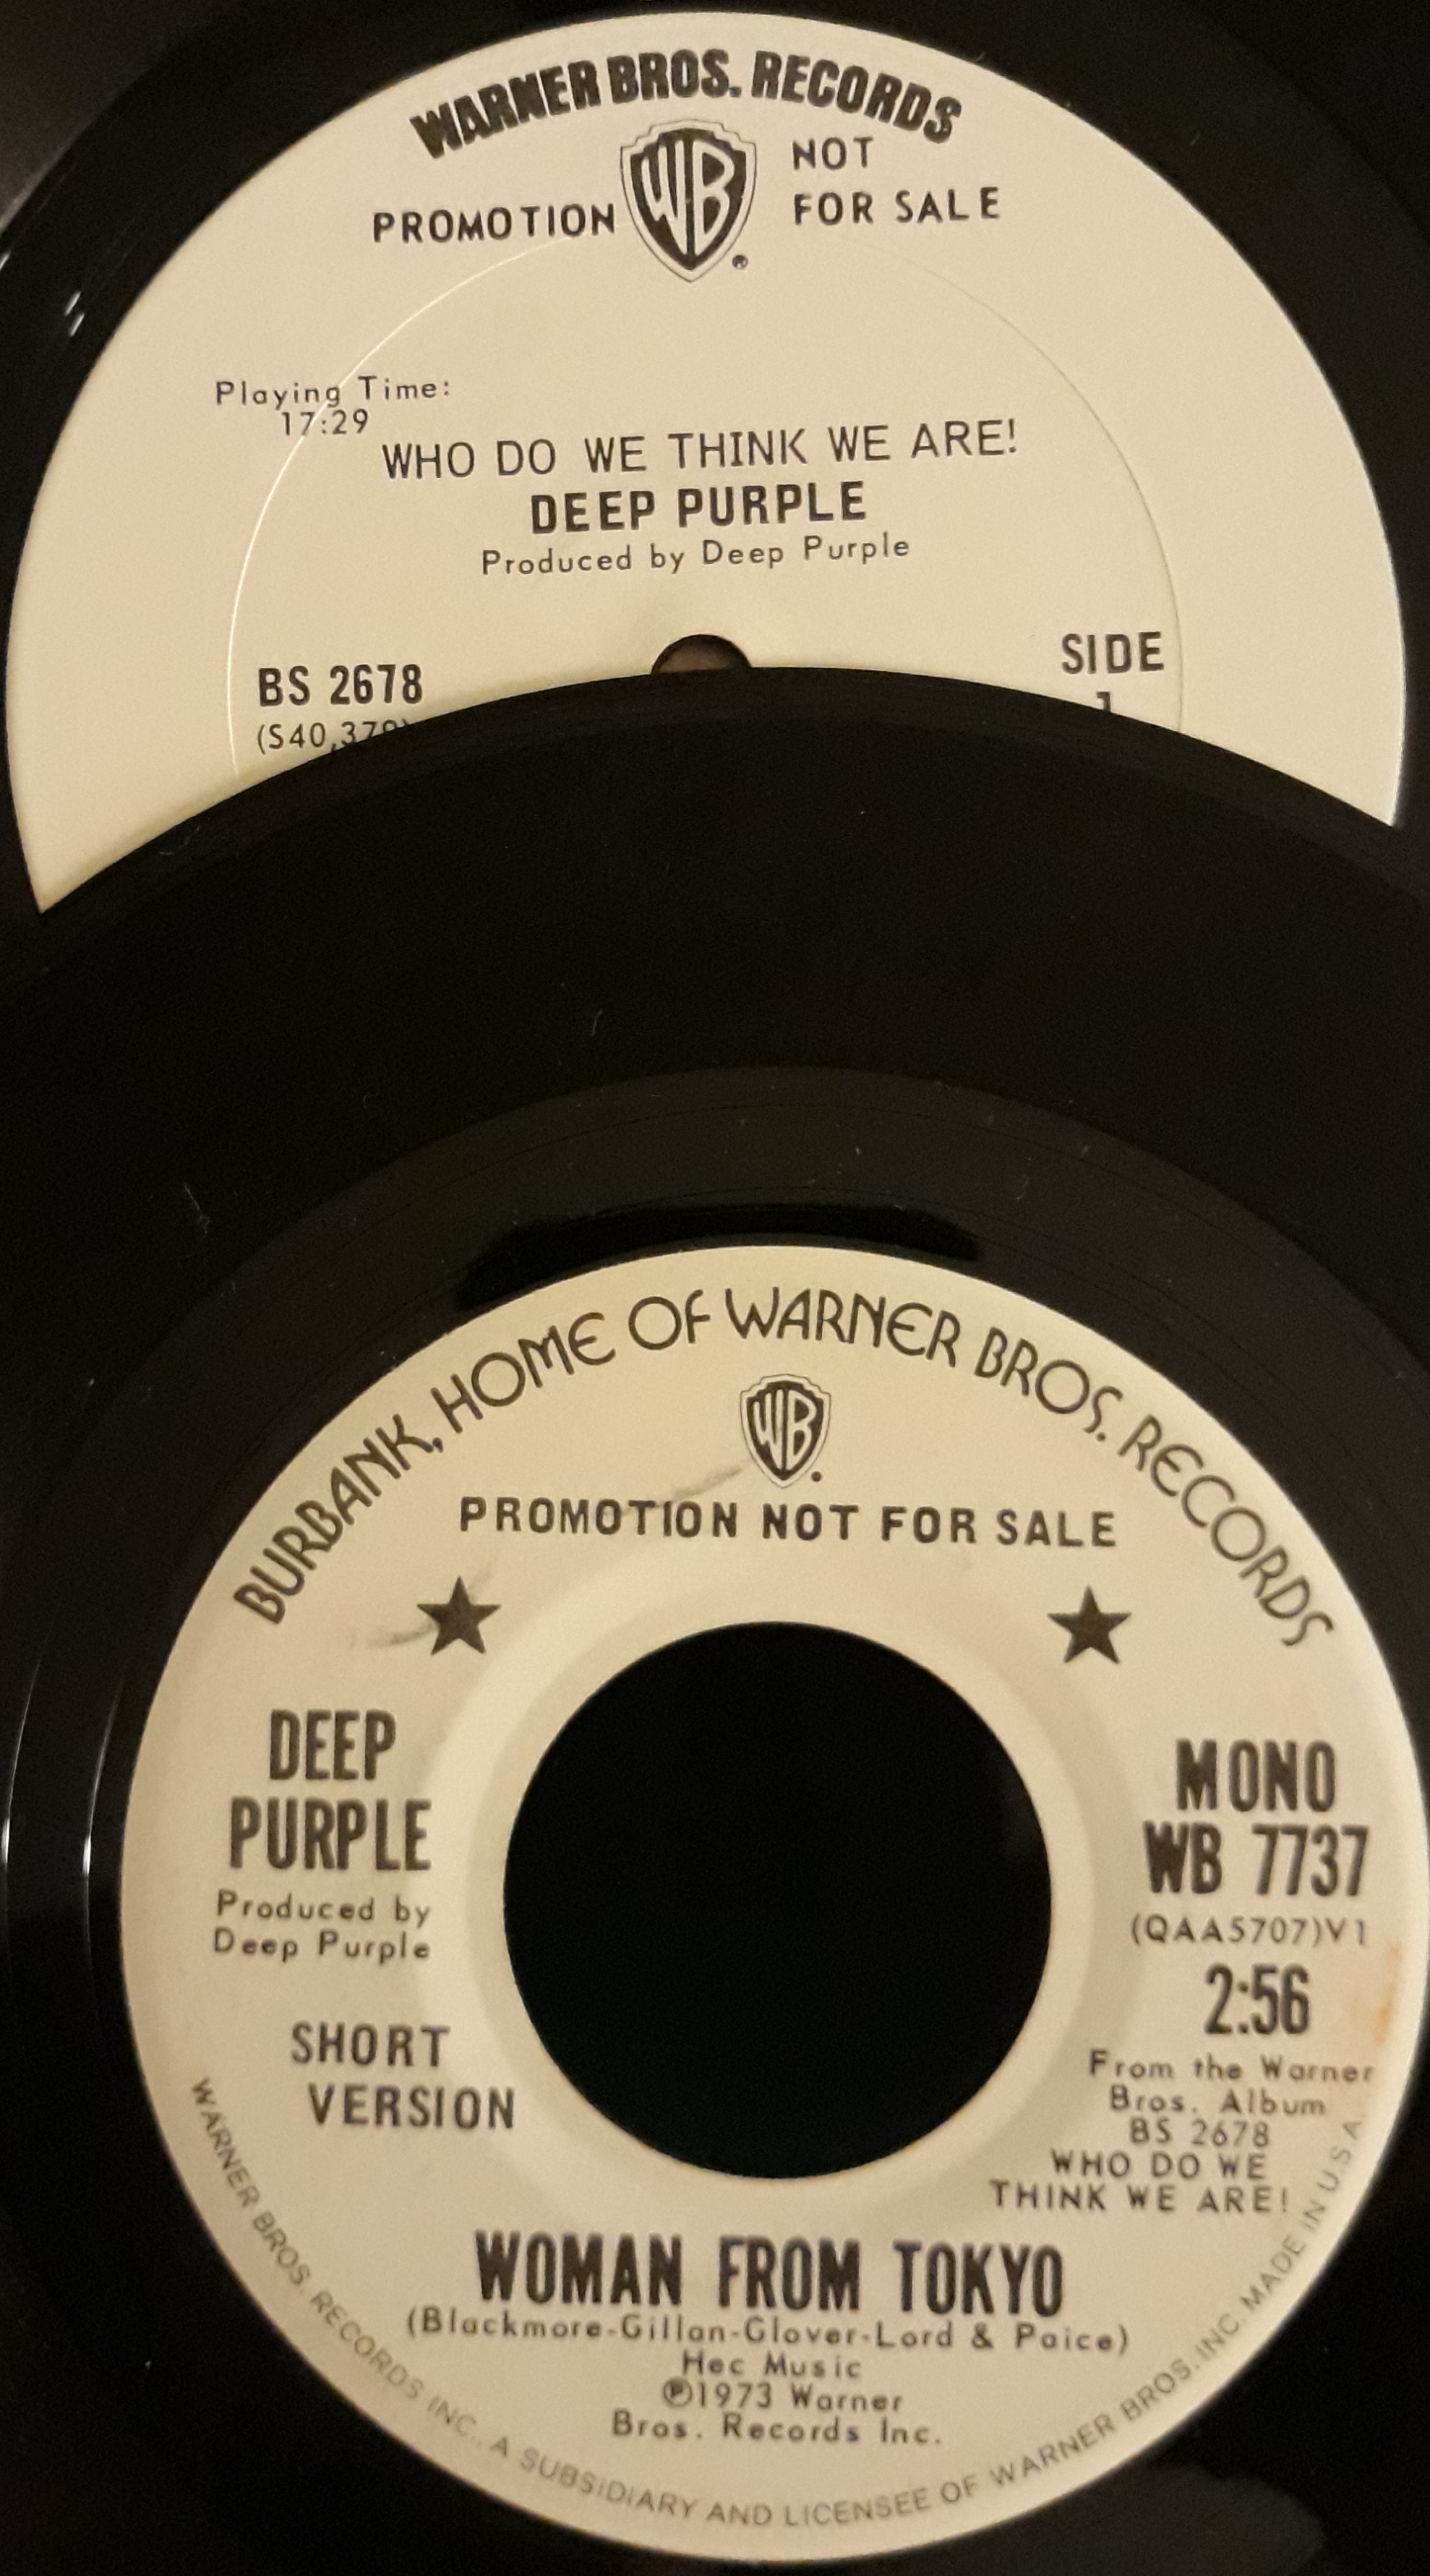 WARNER BROS. RECORDS
WB
PROMOTION
NOT
FOR SALE
Playing Time:
17:29
WHO DO WE THINK WE ARE!
DEEP PURPLE
Produced by Deep Purple
BS 2678
SIDE
1
BURBANK, HOME OF WARNER BROS. RECORDS
WB
PROMOTION NOT FOR SALE
DEEP
PURPLE
Produced by
Deep Purple
SHORT
VERSION
MONO
WB 7737
(QAA5707)V1
2:56
From the Warner
Bros. Album
BS 2678
WHO DO WE
THINK WE ARE!
WOMAN FROM TOKYO
(Blackmore-Gillan-Glover-Lord & Paice)
Hec Music
Ⓟ1973 Warner
Bros. Records Inc.
WARNER BROS. RECORDS INC., A SUBSIDIARY AND LICENSEE OF WARNER BROS. INC. MADE IN U.S.A.